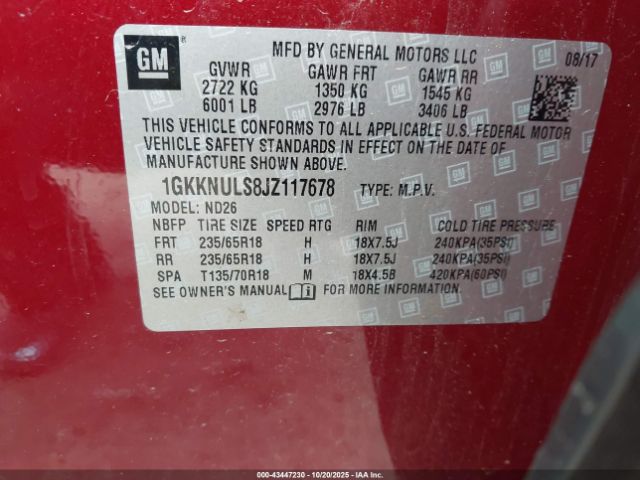 GM
MFD BY GENERAL MOTORS LLC 08/17
GVWR GAWR FRT GAWR RR
2722 KG 1350 KG 1545 KG
6001 LB 2976 LB 3406 LB
THIS VEHICLE CONFORMS TO ALL APPLICABLE U.S. FEDERAL MOTOR
VEHICLE SAFETY STANDARDS IN EFFECT ON THE DATE OF
MANUFACTURE SHOWN ABOVE.
1GKKNULS8JZ117678 TYPE: M.P.V.
MODEL: ND26
NBFP TIRE SIZE SPEED RTG RIM COLD TIRE PRESSURE
FRT 235/65R18 H 18X7.5J 240KPA(35PSI)
RR 235/65R18 H 18X7.5J 240KPA(35PSI)
SPA T135/70R18 M 18X4.5B 420KPA(60PSI)
SEE OWNER'S MANUAL FOR MORE INFORMATION.
000-43447230 - 10/20/2025 - IAAI.CA